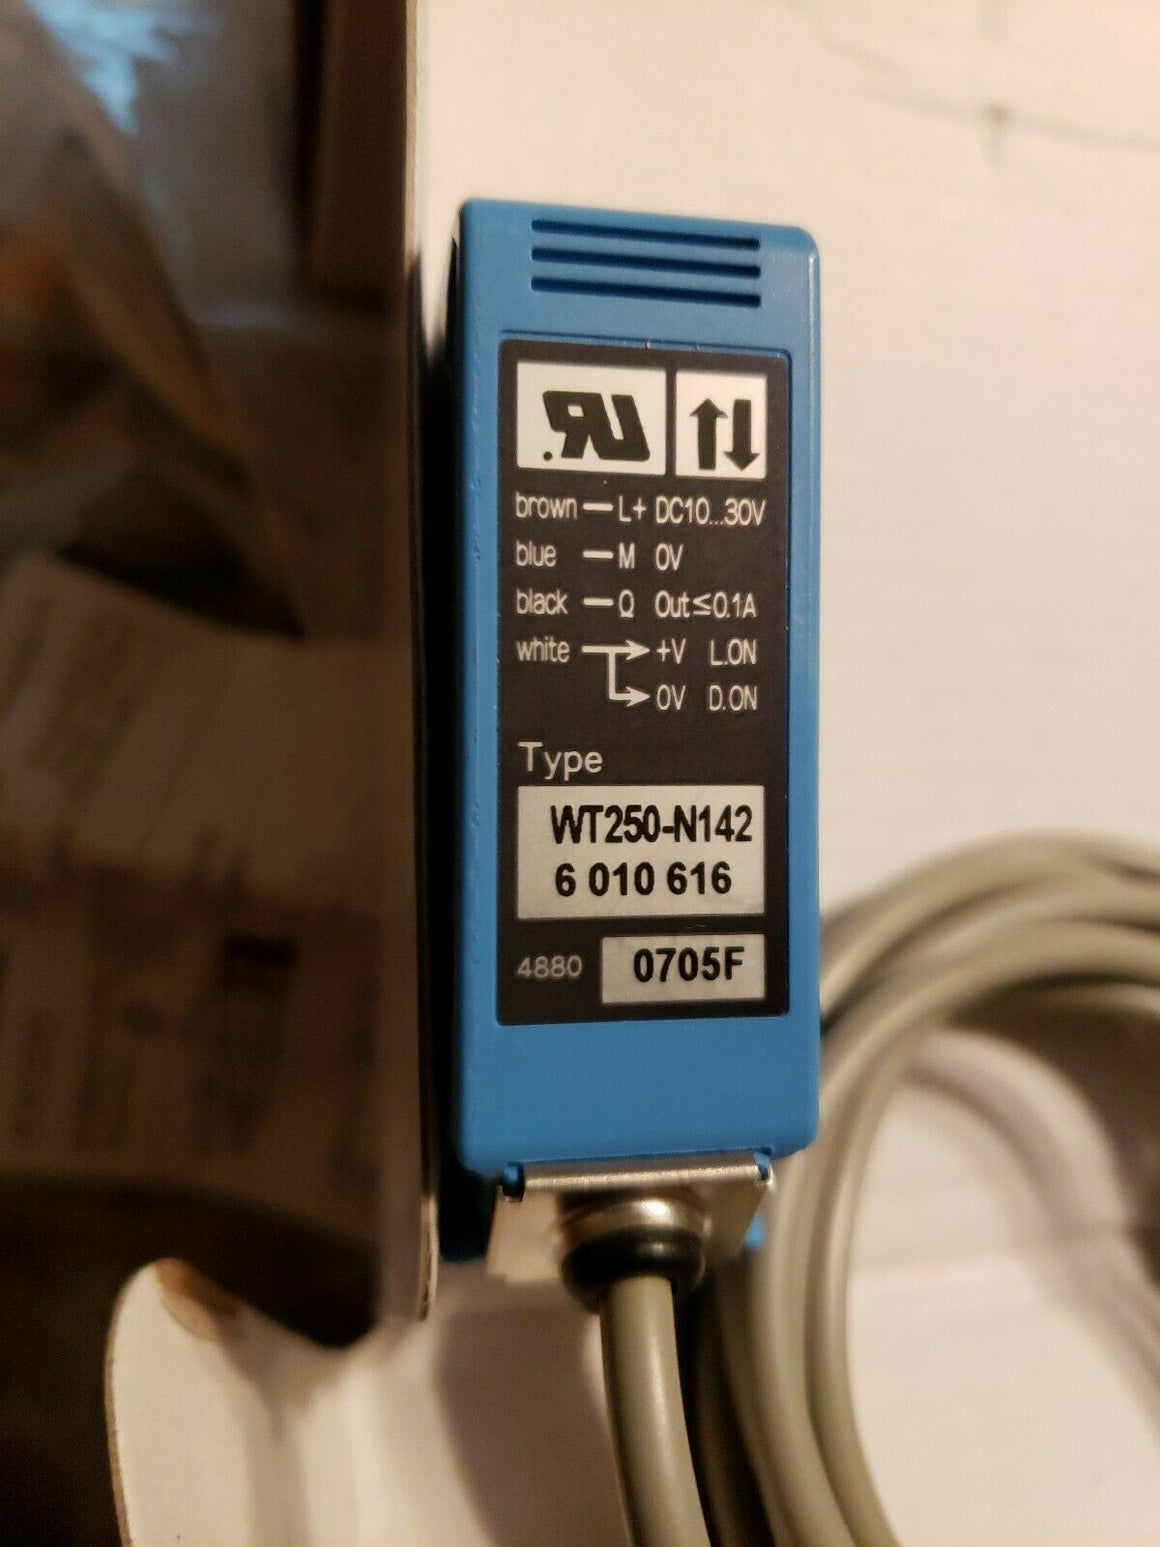 brown — L+ DC10...30V
blue — M 0V
black — Q Out≤0.1A
white +V L.ON
0V D.ON
Type
WT250-N142
6 010 616
4880 0705F